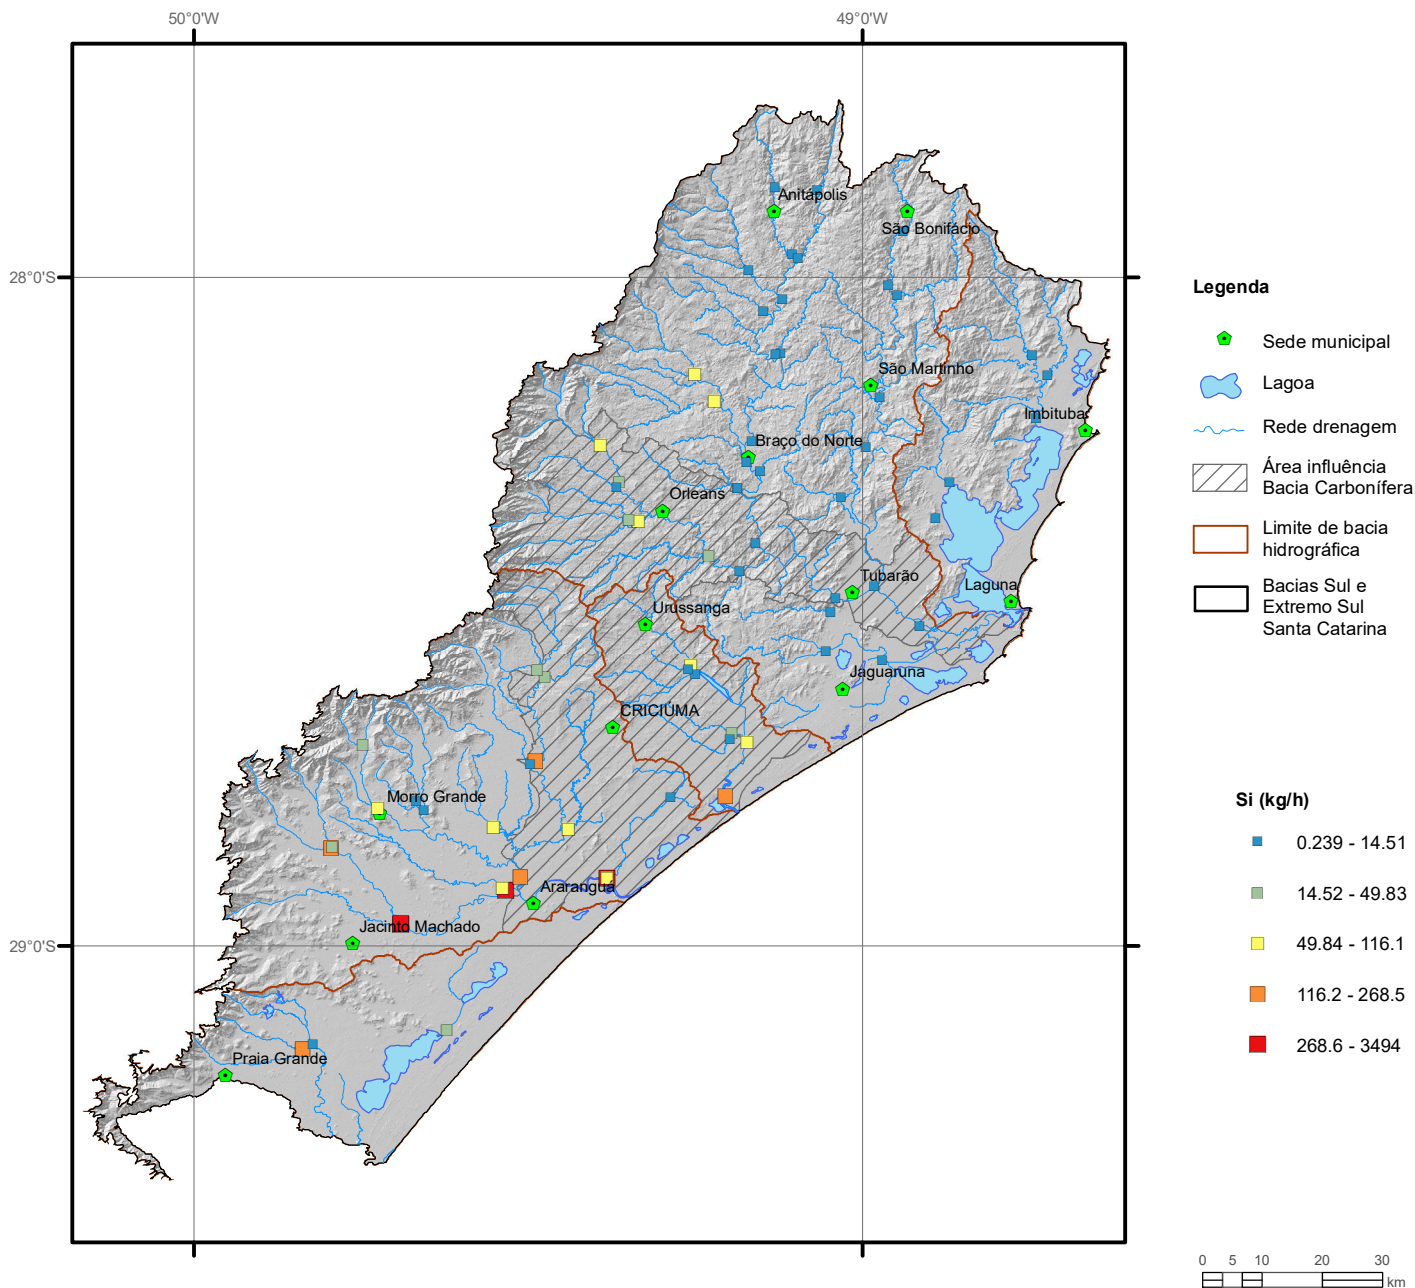 50°0'W
49°0'W
Anitápolis
São Bonifácio
28°0'S
São Martinho
Imbituba
Braço do Norte
Orleans
Tubarão
Laguna
Urussanga
Jaguaruna
CRICIÚMA
Morro Grande
Araranguá
Jacinto Machado
29°0'S
Praia Grande
Legenda
Sede municipal
Lagoa
Rede drenagem
Área influência
Bacia Carbonífera
Limite de bacia
hidrográfica
Bacias Sul e
Extremo Sul
Santa Catarina
Si (kg/h)
0.239 - 14.51
14.52 - 49.83
49.84 - 116.1
116.2 - 268.5
268.6 - 3494
0 5 10 20 30
km